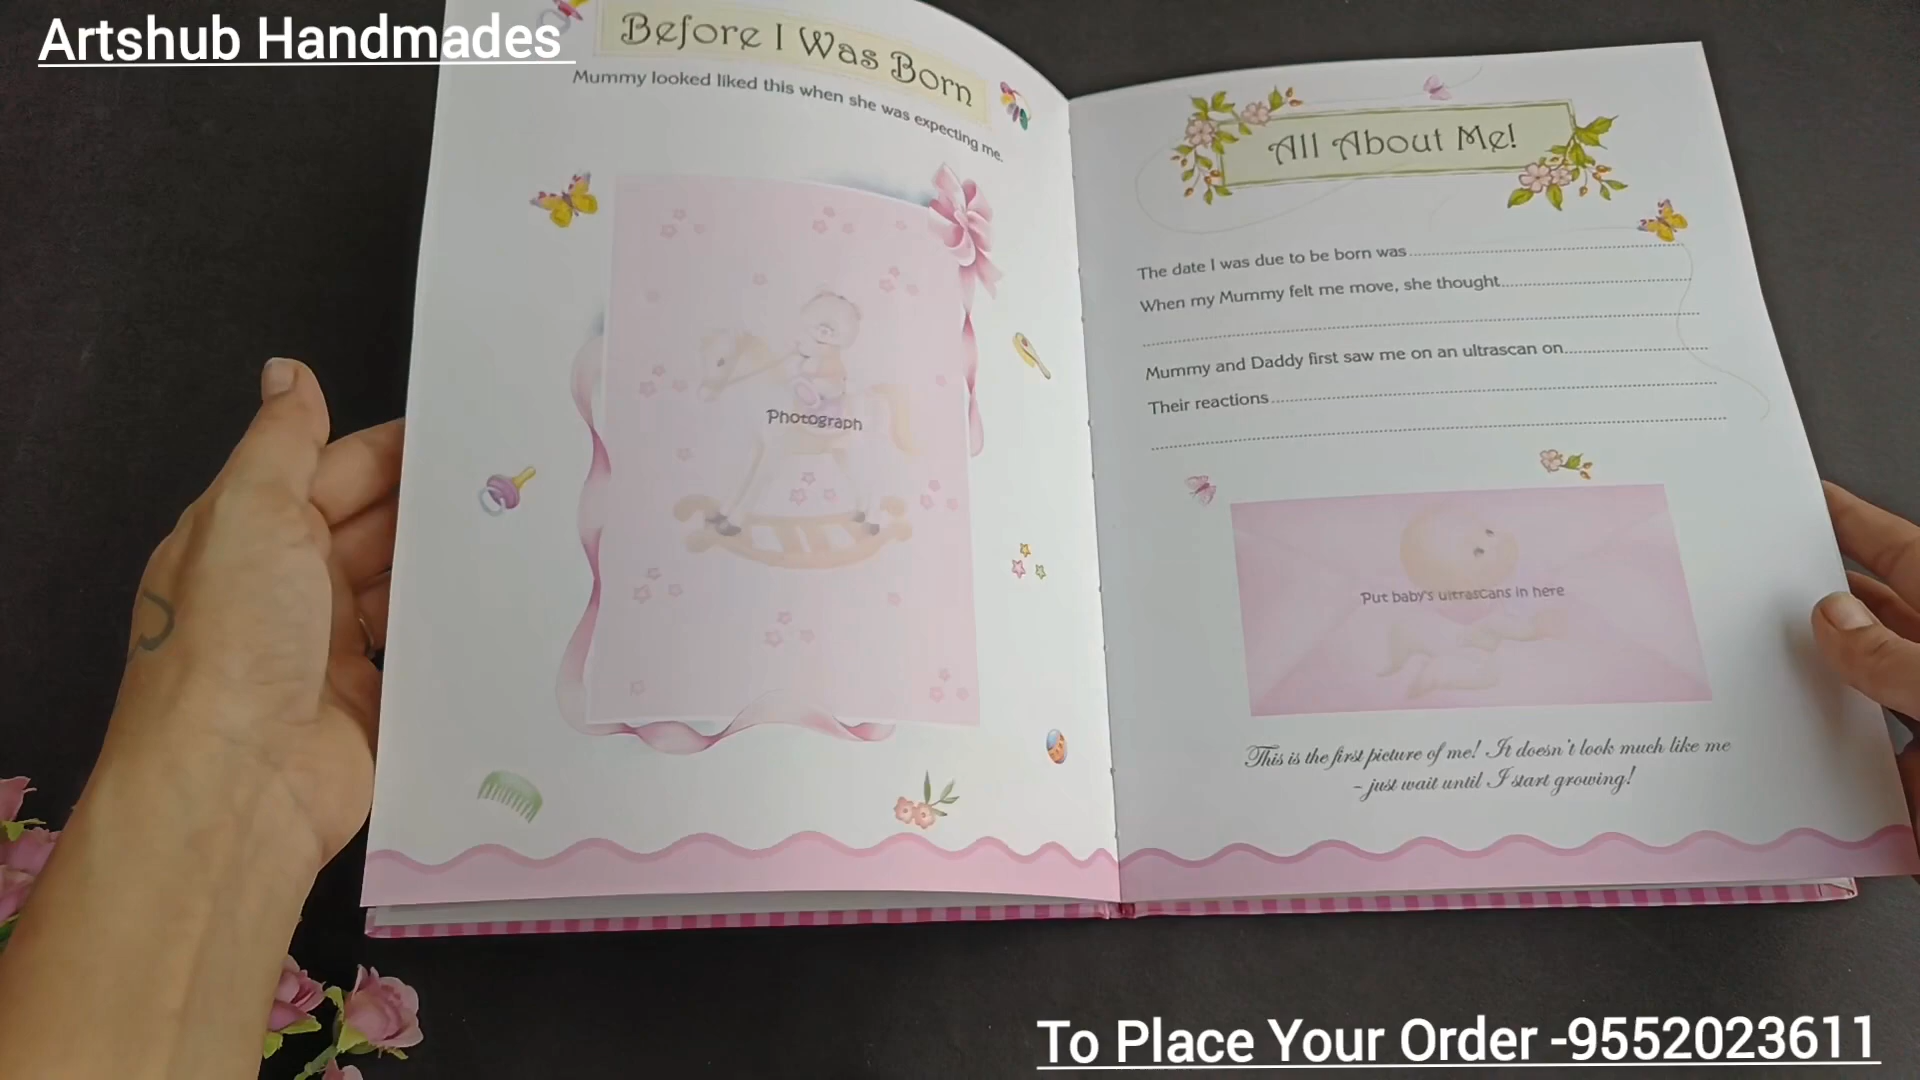 Artshub Handmades
Before I Was Born
Mummy looked liked this when she was expecting me.
Photograph
All About Me!
The date I was due to be born was
When my Mummy felt me move, she thought
Mummy and Daddy first saw me on an ultrascan on
Their reactions
Put baby's ultrascans in here
This is the first picture of me! It doesn't look much like me
- just wait until I start growing!
To Place Your Order -9552023611